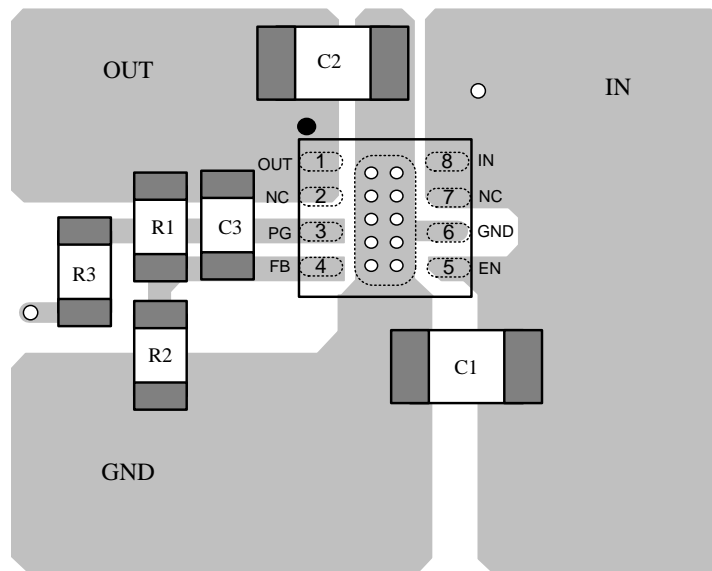 OUT
C2
IN
OUT 1 8 IN
NC 2 7 NC
R1 C3 PG 3 6 GND
R3 FB 4 5 EN
R2
C1
GND